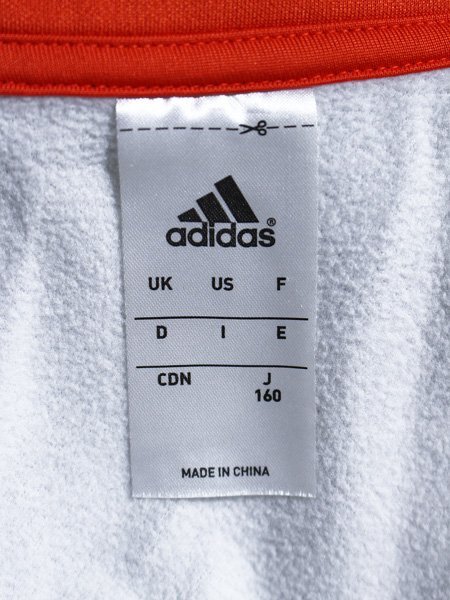 adidas®
UK US F
D I E
CDN J
160
MADE IN CHINA